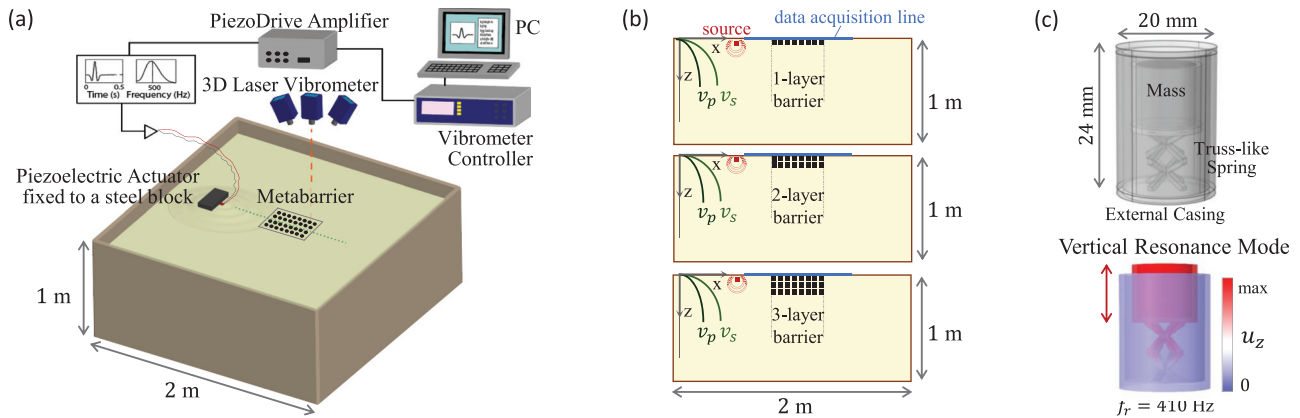 (a)
PiezoDrive Amplifier
PC
3D Laser Vibrometer
0 0.5
Time (s)
500
Frequency (Hz)
Vibrometer
Controller
Piezoelectric Actuator
fixed to a steel block
Metabarrier
1 m
2 m
(b)
source
data acquisition line
x
z
v_p v_s
1-layer
barrier
1 m
x
z
v_p v_s
2-layer
barrier
1 m
x
z
v_p v_s
3-layer
barrier
1 m
2 m
(c)
20 mm
24 mm
Mass
Truss-like
Spring
External Casing
Vertical Resonance Mode
max
u_z
0
f_r = 410 Hz